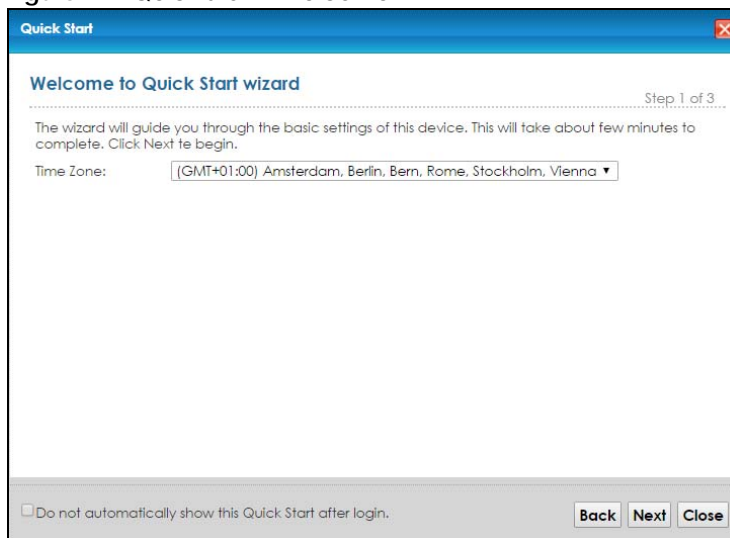 Quick Start
Welcome to Quick Start wizard
Step 1 of 3
The wizard will guide you through the basic settings of this device. This will take about few minutes to
complete. Click Next te begin.
Time Zone: (GMT+01:00) Amsterdam, Berlin, Bern, Rome, Stockholm, Vienna
Do not automatically show this Quick Start after login.
Back Next Close